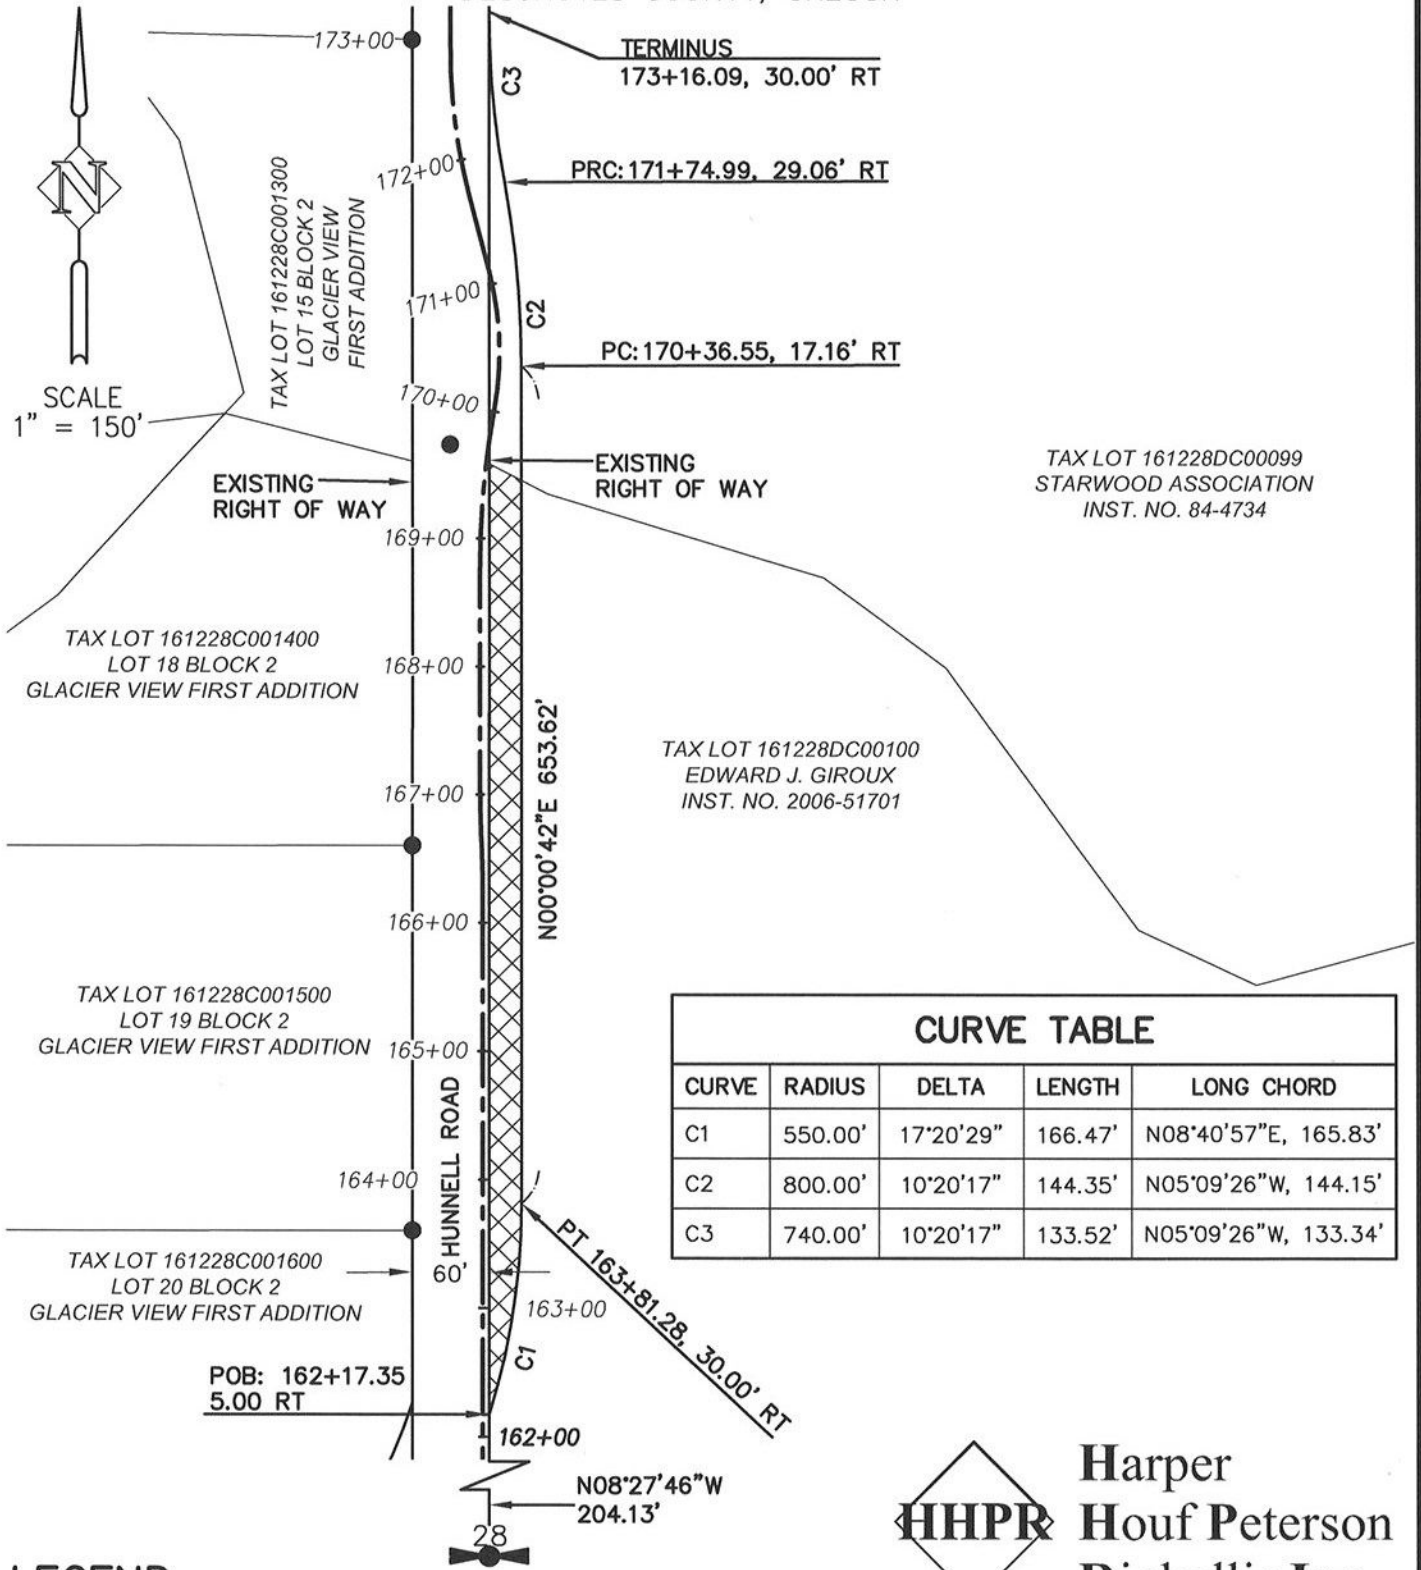 173+00
TERMINUS
173+16.09, 30.00' RT
C3
N
172+00
PRC: 171+74.99, 29.06' RT
TAX LOT 161228C001300
LOT 15 BLOCK 2
GLACIER VIEW
FIRST ADDITION
171+00
C2
PC: 170+36.55, 17.16' RT
SCALE
1" = 150'
170+00
EXISTING
RIGHT OF WAY
EXISTING
RIGHT OF WAY
TAX LOT 161228DC00099
STARWOOD ASSOCIATION
INST. NO. 84-4734
169+00
TAX LOT 161228C001400
LOT 18 BLOCK 2
GLACIER VIEW FIRST ADDITION
168+00
N00°00'42"E 653.62'
TAX LOT 161228DC00100
EDWARD J. GIROUX
INST. NO. 2006-51701
167+00
166+00
TAX LOT 161228C001500
LOT 19 BLOCK 2
GLACIER VIEW FIRST ADDITION
165+00
HUNNELL ROAD
CURVE TABLE
CURVE RADIUS DELTA LENGTH LONG CHORD
C1 550.00' 17°20'29" 166.47' N08°40'57"E, 165.83'
C2 800.00' 10°20'17" 144.35' N05°09'26"W, 144.15'
C3 740.00' 10°20'17" 133.52' N05°09'26"W, 133.34'
164+00
PT 163+81.28, 30.00' RT
TAX LOT 161228C001600
LOT 20 BLOCK 2
GLACIER VIEW FIRST ADDITION
60'
163+00
C1
POB: 162+17.35
5.00 RT
162+00
N08°27'46"W
204.13'
28
HHPR
Harper
Houf Peterson